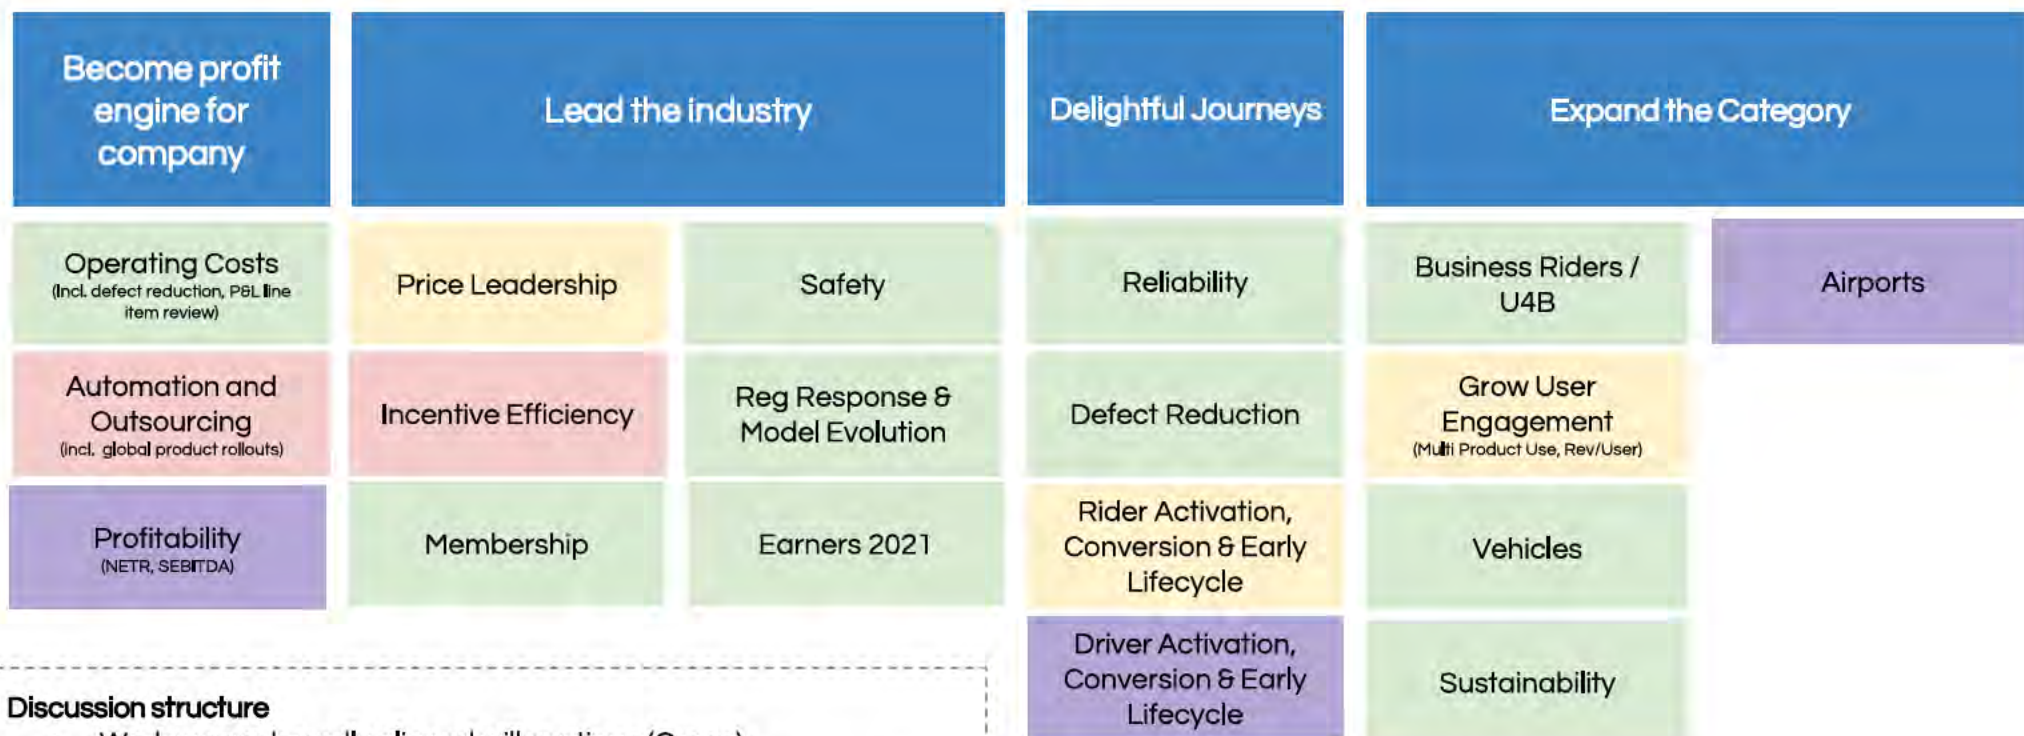 Become profit
engine for
company
Lead the industry
Delightful Journeys
Expand the Category
Operating Costs
(Incl. defect reduction, P&L line
item review)
Automation and
Outsourcing
(incl. global product rollouts)
Profitability
(NETR, SEBITDA)
Price Leadership
Incentive Efficiency
Membership
Safety
Reg Response &
Model Evolution
Earners 2021
Reliability
Defect Reduction
Rider Activation,
Conversion & Early
Lifecycle
Driver Activation,
Conversion & Early
Lifecycle
Business Riders /
U4B
Grow User
Engagement
(Multi Product Use, Rev/User)
Vehicles
Sustainability
Airports
Discussion structure